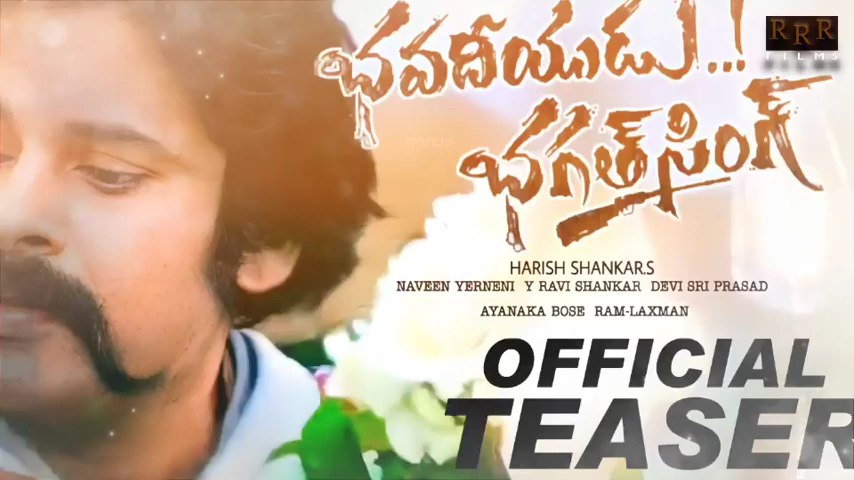 భవదీయుడు..!
భగత్‌సింగ్
RRR
FILMS
HARISH SHANKAR.S
NAVEEN YERNENI Y RAVI SHANKAR DEVI SRI PRASAD
AYANAKA BOSE RAM-LAXMAN
OFFICIAL
TEASER